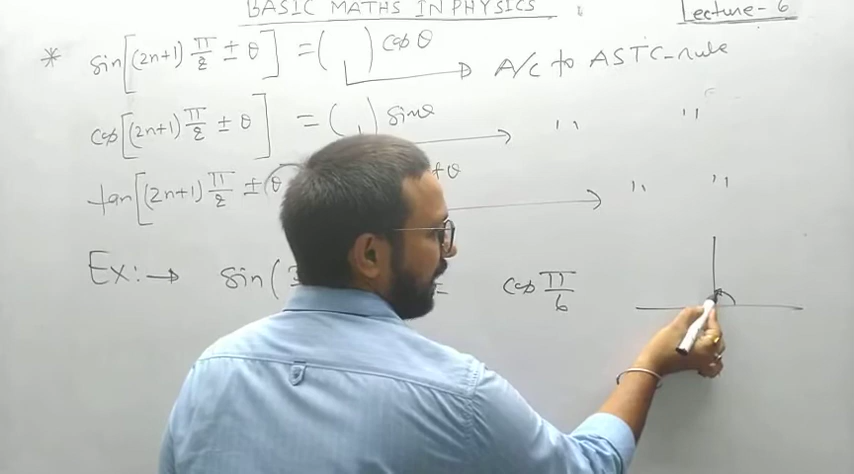 BASIC MATHS IN PHYSICS Lecture-6
* sin[(2n+1) π/2 ± θ] = ( ) cos θ → A/c to ASTC-rule
cos[(2n+1) π/2 ± θ] = ( ) sinθ → " "
tan[(2n+1) π/2 ± θ → " "
Ex:→ sin( = cos π/6